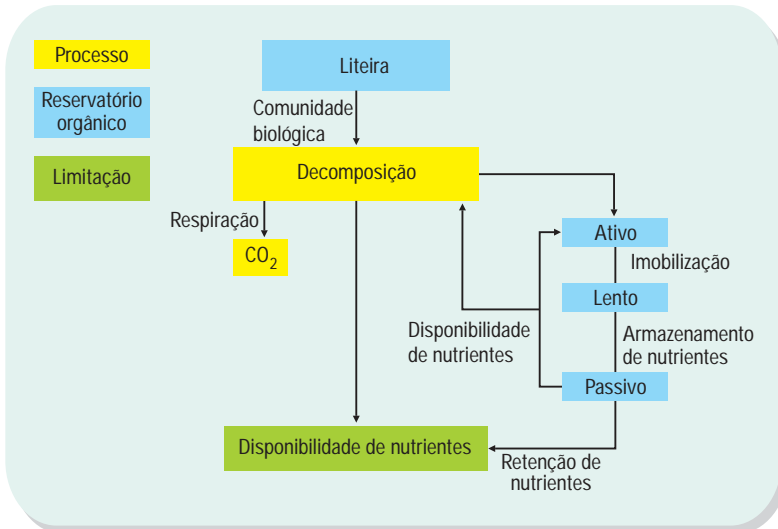 Processo
Reservatório
orgânico
Limitação
Liteira
Comunidade
biológica
Decomposição
Respiração
CO2
Ativo
Imobilização
Lento
Disponibilidade
de nutrientes
Armazenamento
de nutrientes
Passivo
Disponibilidade de nutrientes
Retenção de
nutrientes